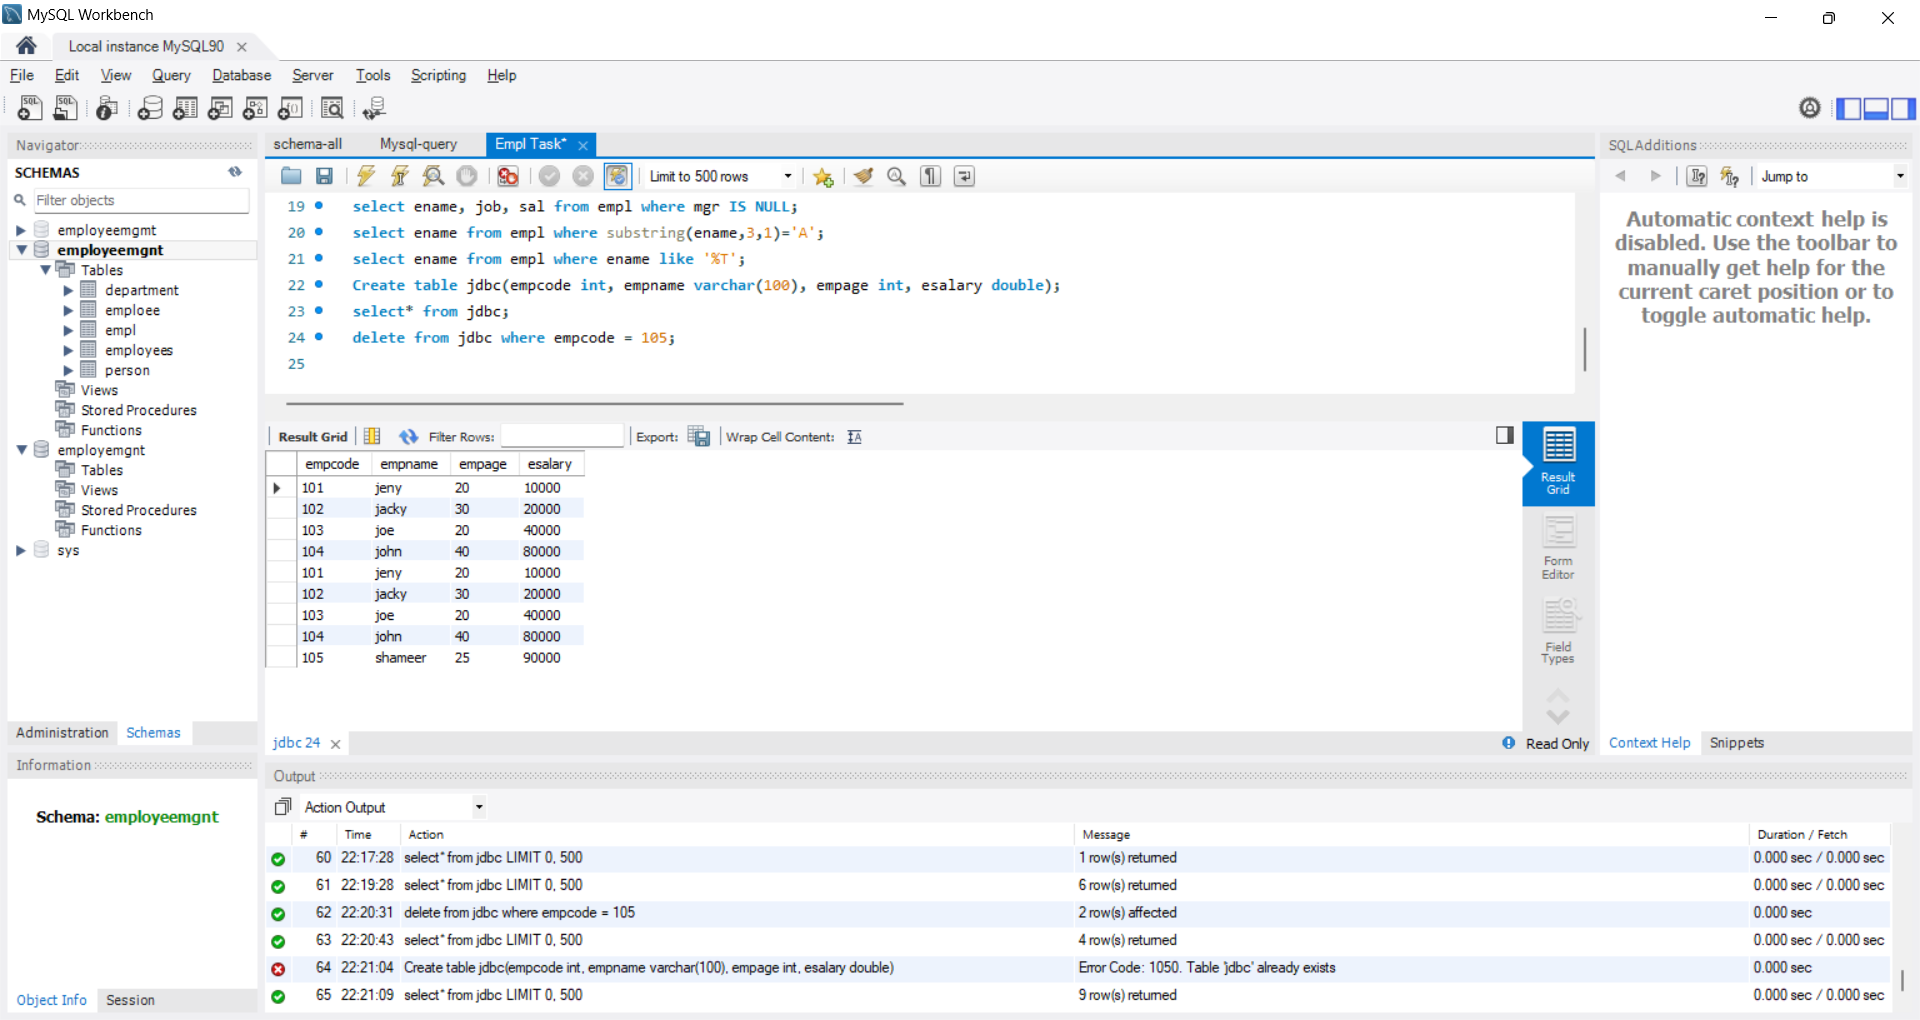 MySQL Workbench
Local instance MySQL90
File Edit View Query Database Server Tools Scripting Help
Navigator
SCHEMAS
Filter objects
employeemgmt
employeemgnt
Tables
department
emploee
empl
employees
person
Views
Stored Procedures
Functions
employemgnt
Tables
Views
Stored Procedures
Functions
sys
Administration Schemas
Information
Schema: employeemgnt
Object Info Session
schema-all Mysql-query Empl Task*
Limit to 500 rows
19 select ename, job, sal from empl where mgr IS NULL;
20 select ename from empl where substring(ename,3,1)='A';
21 select ename from empl where ename like '%T';
22 Create table jdbc(empcode int, empname varchar(100), empage int, esalary double);
23 select* from jdbc;
24 delete from jdbc where empcode = 105;
25
Result Grid Filter Rows: Export: Wrap Cell Content:
empcode empname empage esalary
101 jeny 20 10000
102 jacky 30 20000
103 joe 20 40000
104 john 40 80000
101 jeny 20 10000
102 jacky 30 20000
103 joe 20 40000
104 john 40 80000
105 shameer 25 90000
Result
Grid
Form
Editor
Field
Types
jdbc 24
Read Only
SQLAdditions
Jump to
Automatic context help is
disabled. Use the toolbar to
manually get help for the
current caret position or to
toggle automatic help.
Context Help Snippets
Output
Action Output
# Time Action Message Duration / Fetch
60 22:17:28 select* from jdbc LIMIT 0, 500 1 row(s) returned 0.000 sec / 0.000 sec
61 22:19:28 select* from jdbc LIMIT 0, 500 6 row(s) returned 0.000 sec / 0.000 sec
62 22:20:31 delete from jdbc where empcode = 105 2 row(s) affected 0.000 sec
63 22:20:43 select* from jdbc LIMIT 0, 500 4 row(s) returned 0.000 sec / 0.000 sec
64 22:21:04 Create table jdbc(empcode int, empname varchar(100), empage int, esalary double) Error Code: 1050. Table 'jdbc' already exists 0.000 sec
65 22:21:09 select* from jdbc LIMIT 0, 500 9 row(s) returned 0.000 sec / 0.000 sec